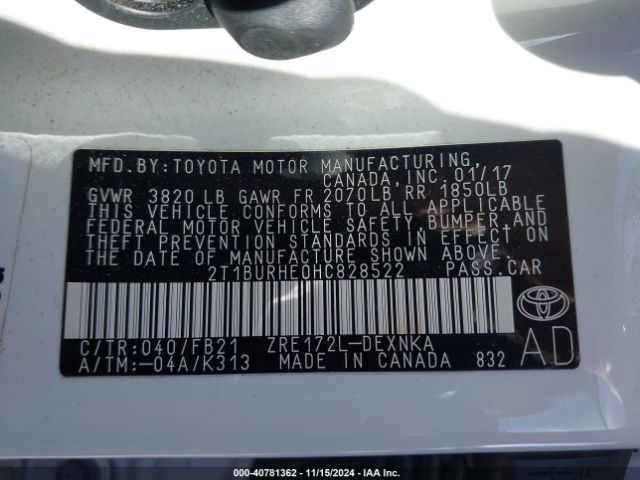 MFD. BY: TOYOTA MOTOR MANUFACTURING,
CANADA, INC. 01/17
GVWR 3820 LB GAWR FR 2070LB RR 1850LB
THIS VEHICLE CONFORMS TO ALL APPLICABLE
FEDERAL MOTOR VEHICLE SAFETY, BUMPER, AND
THEFT PREVENTION STANDARDS IN EFFECT ON
THE DATE OF MANUFACTURE SHOWN ABOVE.
2T1BURHE0HC828522 PASS. CAR
C/TR: 040/FB21 ZRE172L-DEXNKA
A/TM:-04A/K313 MADE IN CANADA 832
AD
000-40781362 - 11/15/2024 - IAA Inc.